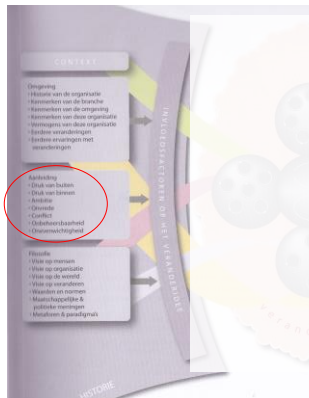 CONTEXT
Omgeving
› Historie van de organisatie
› Kenmerken van de branche
› Kenmerken van de omgeving
› Kenmerken van deze organisatie
› Vermogens van deze organisatie
› Eerdere veranderingen
› Eerdere ervaringen met
veranderingen
Aanleiding
› Druk van buiten
› Druk van binnen
› Ambitie
› Onvrede
› Conflict
› Onbeheersbaarheid
› Onevenwichtigheid
Filosofie
› Visie op mensen
› Visie op organisatie
› Visie op de wereld
› Visie op veranderen
› Waarden en normen
› Maatschappelijke &
politieke meningen
› Metaforen & paradigma's
INVLOEDSFACTOREN OP HET VERANDERIDEE
HISTORIE